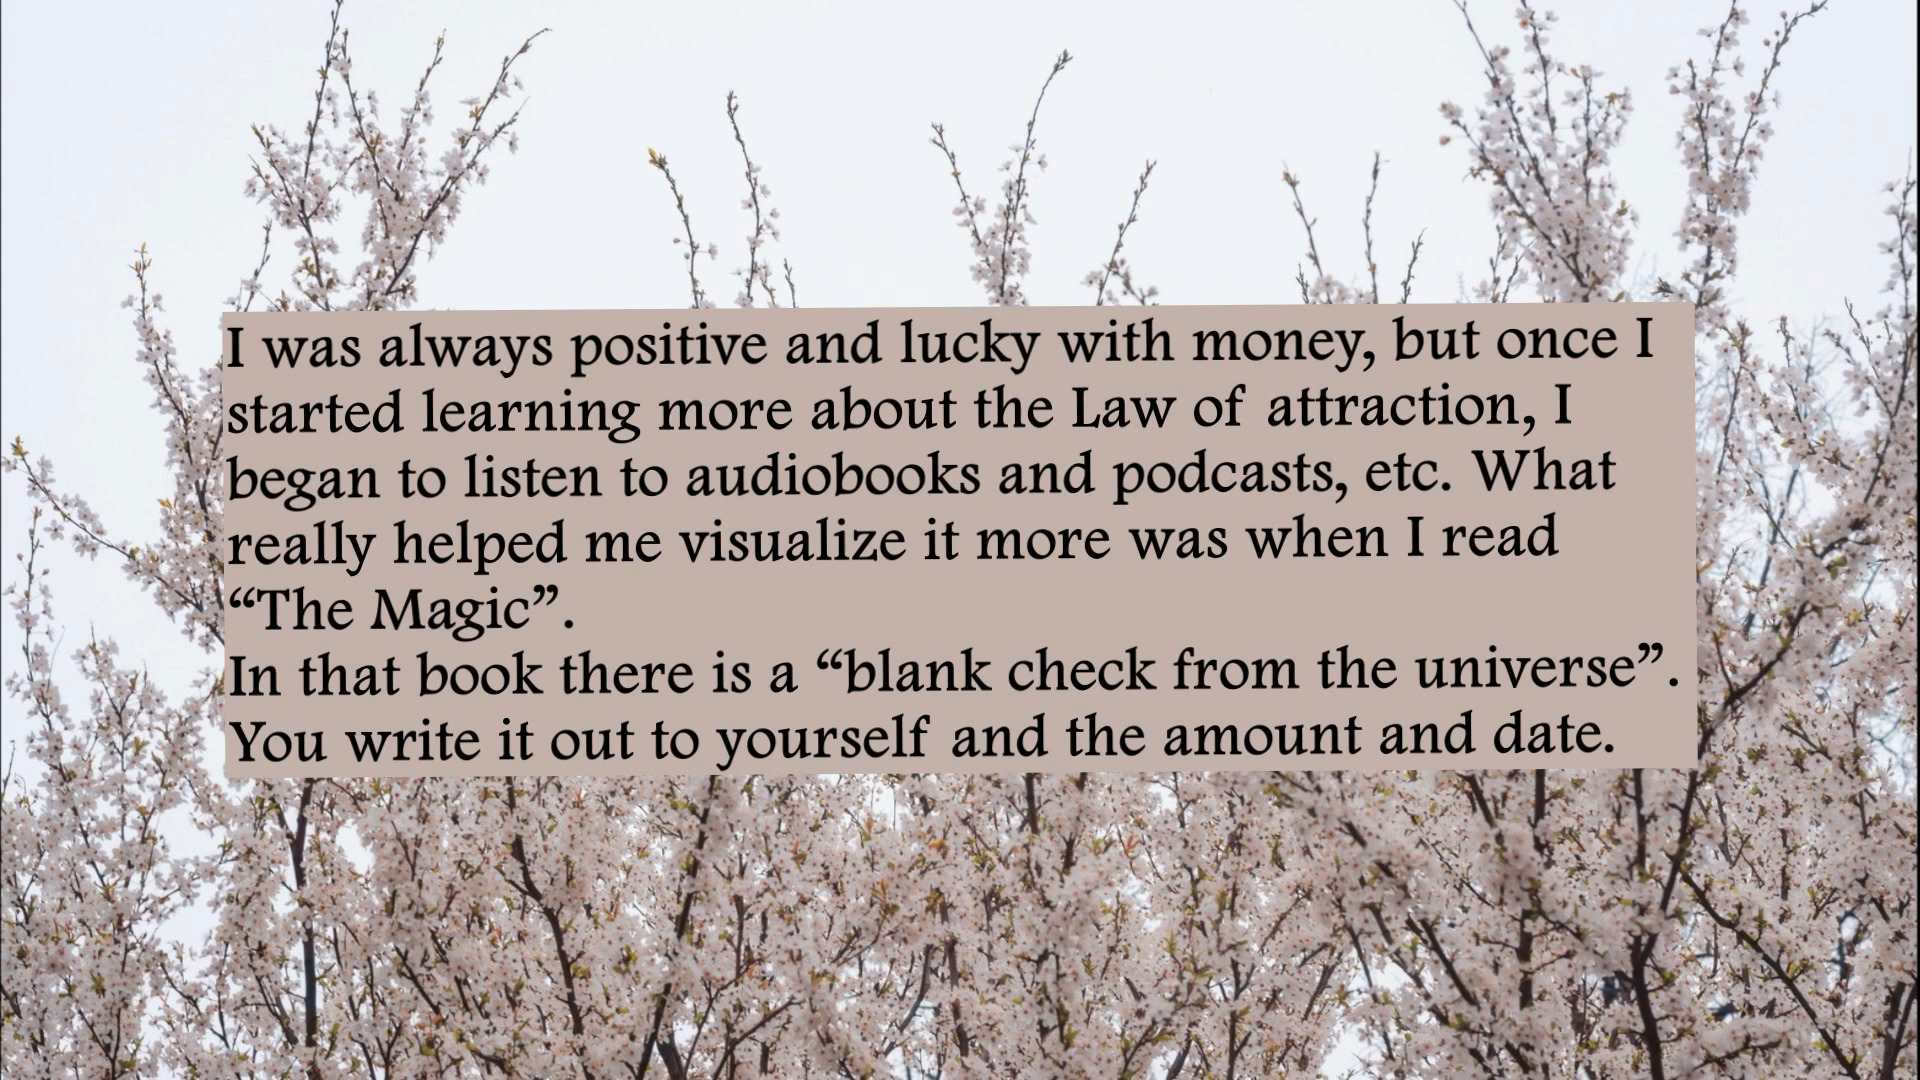 I was always positive and lucky with money, but once I
started learning more about the Law of attraction, I
began to listen to audiobooks and podcasts, etc. What
really helped me visualize it more was when I read
“The Magic”.
In that book there is a “blank check from the universe”.
You write it out to yourself and the amount and date.